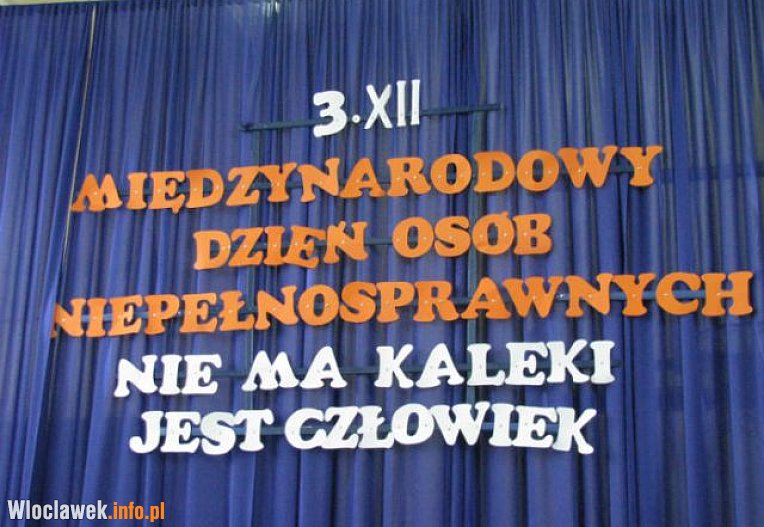 3.XII
MIĘDZYNARODOWY
DZIEŃ OSÓB
NIEPEŁNOSPRAWNYCH
NIE MA KALEKI
JEST CZŁOWIEK
Wloclawek.info.pl